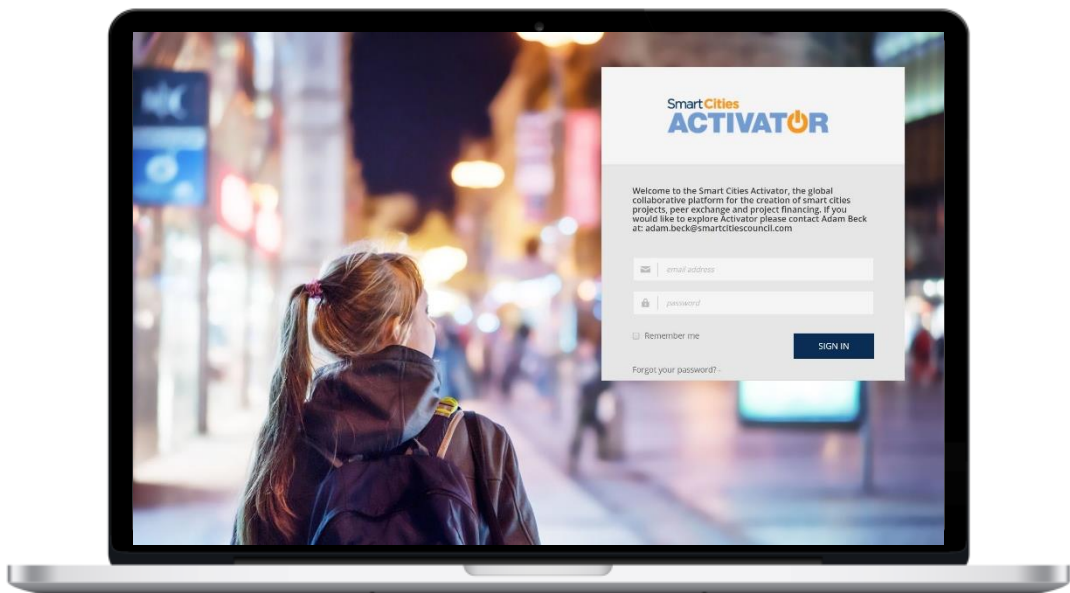 Smart Cities
ACTIVATOR
Welcome to the Smart Cities Activator, the global
collaborative platform for the creation of smart cities
projects, peer exchange and project financing. If you
would like to explore Activator please contact Adam Beck
at: adam.beck@smartcitiescouncil.com
email address
password
Remember me
SIGN IN
Forgot your password? -